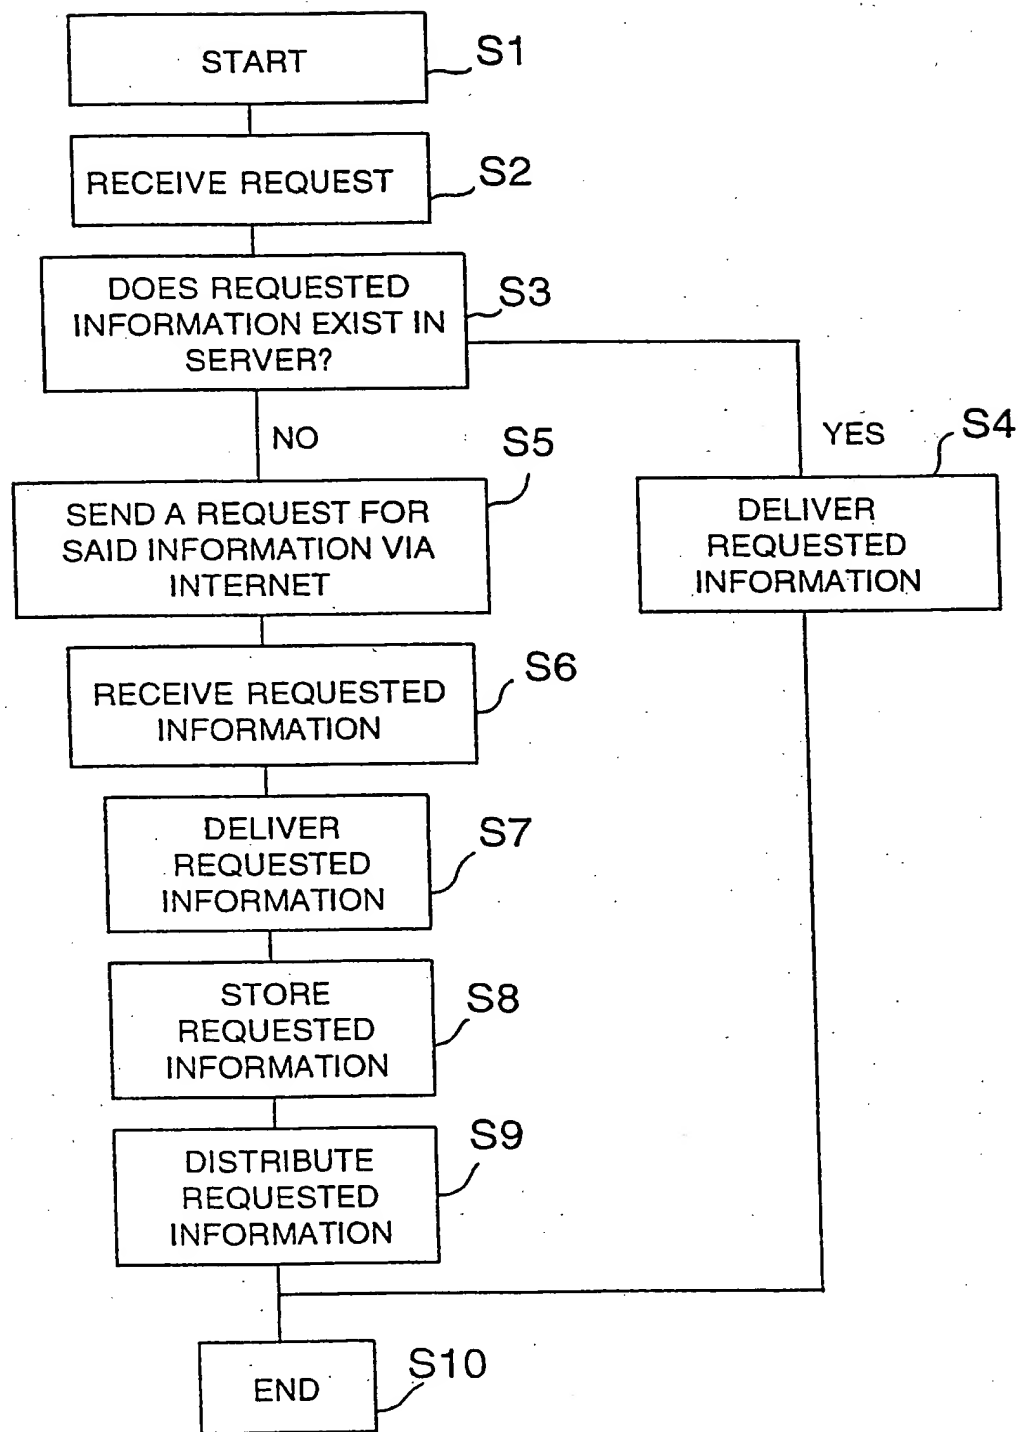 START
S1
RECEIVE REQUEST
S2
DOES REQUESTED
INFORMATION EXIST IN
SERVER?
S3
NO
YES
S4
DELIVER
REQUESTED
INFORMATION
S5
SEND A REQUEST FOR
SAID INFORMATION VIA
INTERNET
S6
RECEIVE REQUESTED
INFORMATION
S7
DELIVER
REQUESTED
INFORMATION
S8
STORE
REQUESTED
INFORMATION
S9
DISTRIBUTE
REQUESTED
INFORMATION
S10
END